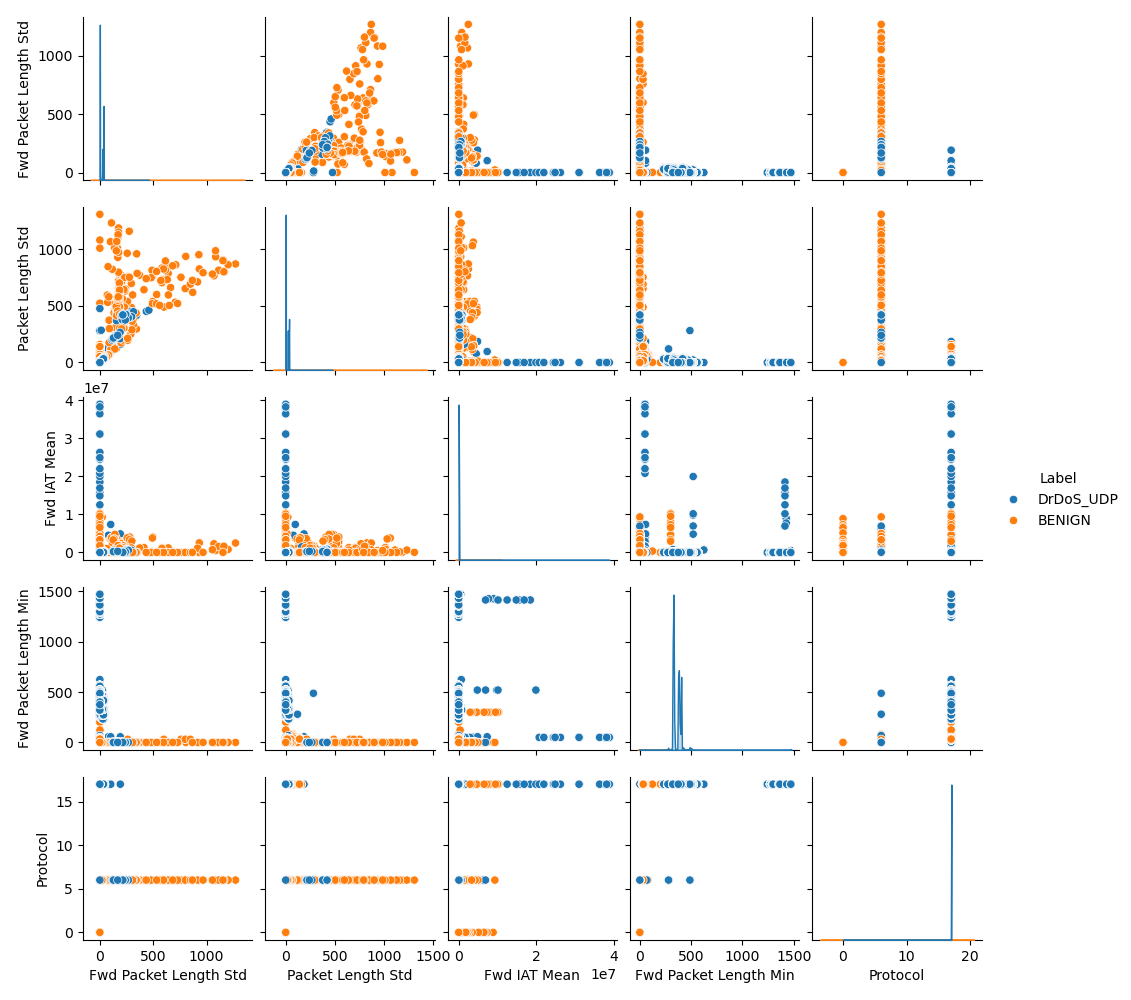 Fwd Packet Length Std
1000
500
0
Packet Length Std
1000
500
0
1e7
Fwd IAT Mean
4
3
2
1
0
Label
DrDoS_UDP
BENIGN
Fwd Packet Length Min
1500
1000
500
0
Protocol
15
10
5
0
0 500 1000
Fwd Packet Length Std
0 500 1000 1500
Packet Length Std
0 2 4
1e7
Fwd IAT Mean
0 500 1000 1500
Fwd Packet Length Min
0 10 20
Protocol